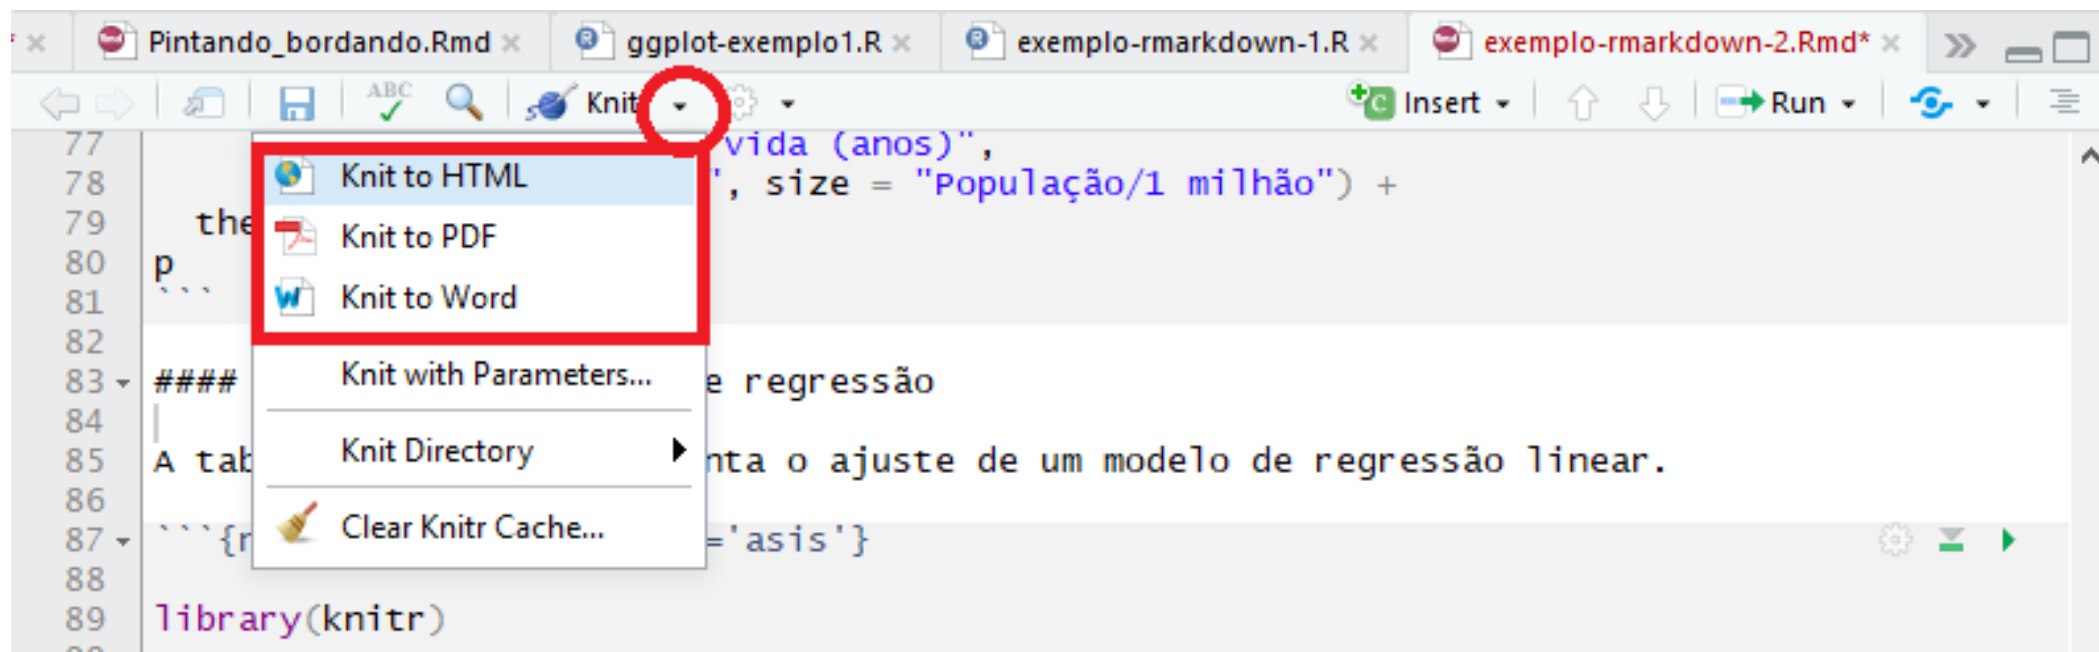 Pintando_bordando.Rmd × ggplot-exemplo1.R × exemplo-rmarkdown-1.R × exemplo-rmarkdown-2.Rmd* ×
ABC Knit Insert Run
77 vida (anos)",
Knit to HTML
78 ", size = "População/1 milhão") +
79 the
Knit to PDF
80 p
81 ```
Knit to Word
82
83 #### e regressão
Knit with Parameters...
84
85 A tab nta o ajuste de um modelo de regressão linear.
Knit Directory
86
87 ```{r ='asis'}
Clear Knitr Cache...
88
89 library(knitr)